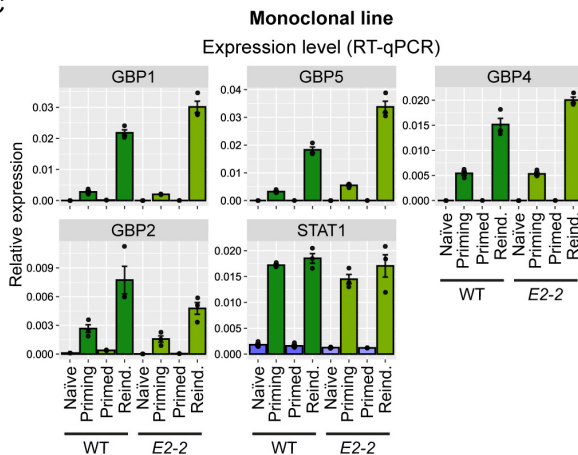 Monoclonal line
Expression level (RT-qPCR)
GBP1
GBP5
GBP4
0.03
0.02
0.01
0.00
0.04
0.03
0.02
0.01
0.00
0.020
0.015
0.010
0.005
0.000
Relative expression
GBP2
STAT1
0.009
0.006
0.003
0.000
0.020
0.015
0.010
0.005
0.000
Naïve Priming Primed Reind. Naïve Priming Primed Reind.
WT E2-2
Naïve Priming Primed Reind. Naïve Priming Primed Reind.
WT E2-2
Naïve Priming Primed Reind. Naïve Priming Primed Reind.
WT E2-2